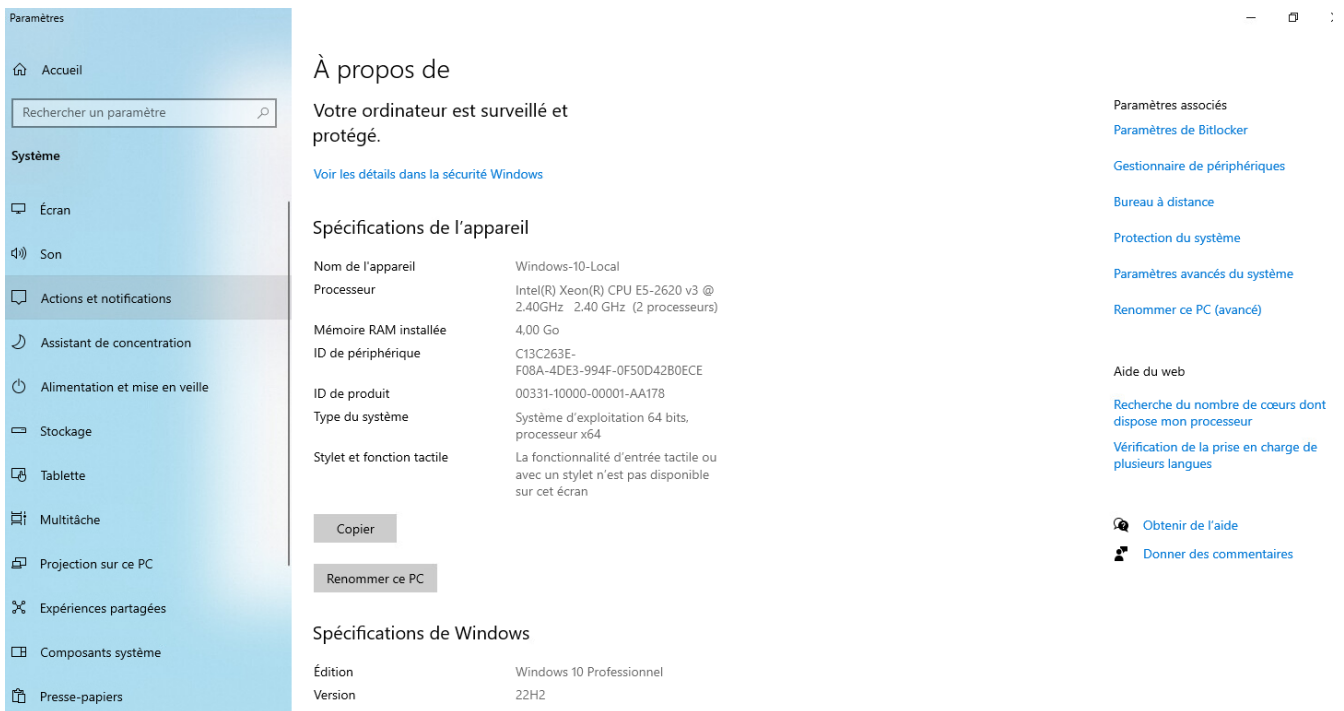 Paramètres
Accueil
Rechercher un paramètre
Système
Écran
Son
Actions et notifications
Assistant de concentration
Alimentation et mise en veille
Stockage
Tablette
Multitâche
Projection sur ce PC
Expériences partagées
Composants système
Presse-papiers
À propos de
Votre ordinateur est surveillé et
protégé.
Voir les détails dans la sécurité Windows
Spécifications de l'appareil
Nom de l'appareil Windows-10-Local
Processeur Intel(R) Xeon(R) CPU E5-2620 v3 @
2.40GHz 2.40 GHz (2 processeurs)
Mémoire RAM installée 4,00 Go
ID de périphérique C13C263E-
F08A-4DE3-994F-0F50D42B0ECE
ID de produit 00331-10000-00001-AA178
Type du système Système d'exploitation 64 bits,
processeur x64
Stylet et fonction tactile La fonctionnalité d'entrée tactile ou
avec un stylet n'est pas disponible
sur cet écran
Copier
Renommer ce PC
Spécifications de Windows
Édition Windows 10 Professionnel
Version 22H2
Paramètres associés
Paramètres de Bitlocker
Gestionnaire de périphériques
Bureau à distance
Protection du système
Paramètres avancés du système
Renommer ce PC (avancé)
Aide du web
Recherche du nombre de cœurs dont
dispose mon processeur
Vérification de la prise en charge de
plusieurs langues
Obtenir de l'aide
Donner des commentaires